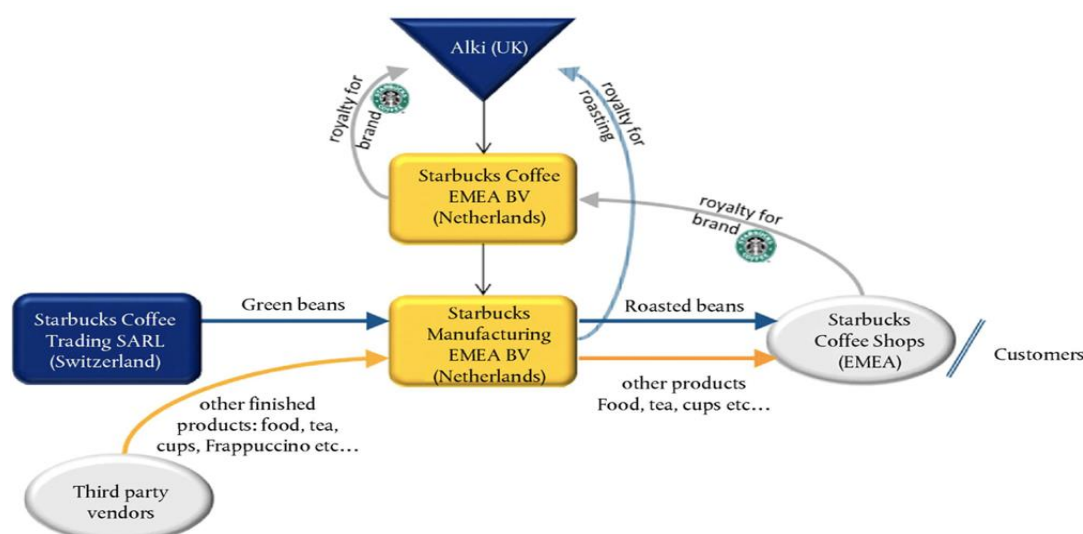 Alki (UK)
royalty for
brand
royalty for
roasting
Starbucks Coffee
EMEA BV
(Netherlands)
royalty for
brand
Starbucks Coffee
Trading SARL
(Switzerland)
Green beans
Starbucks
Manufacturing
EMEA BV
(Netherlands)
Roasted beans
Starbucks
Coffee Shops
(EMEA)
Customers
other finished
products: food, tea,
cups, Frappuccino etc...
other products
Food, tea, cups etc...
Third party
vendors